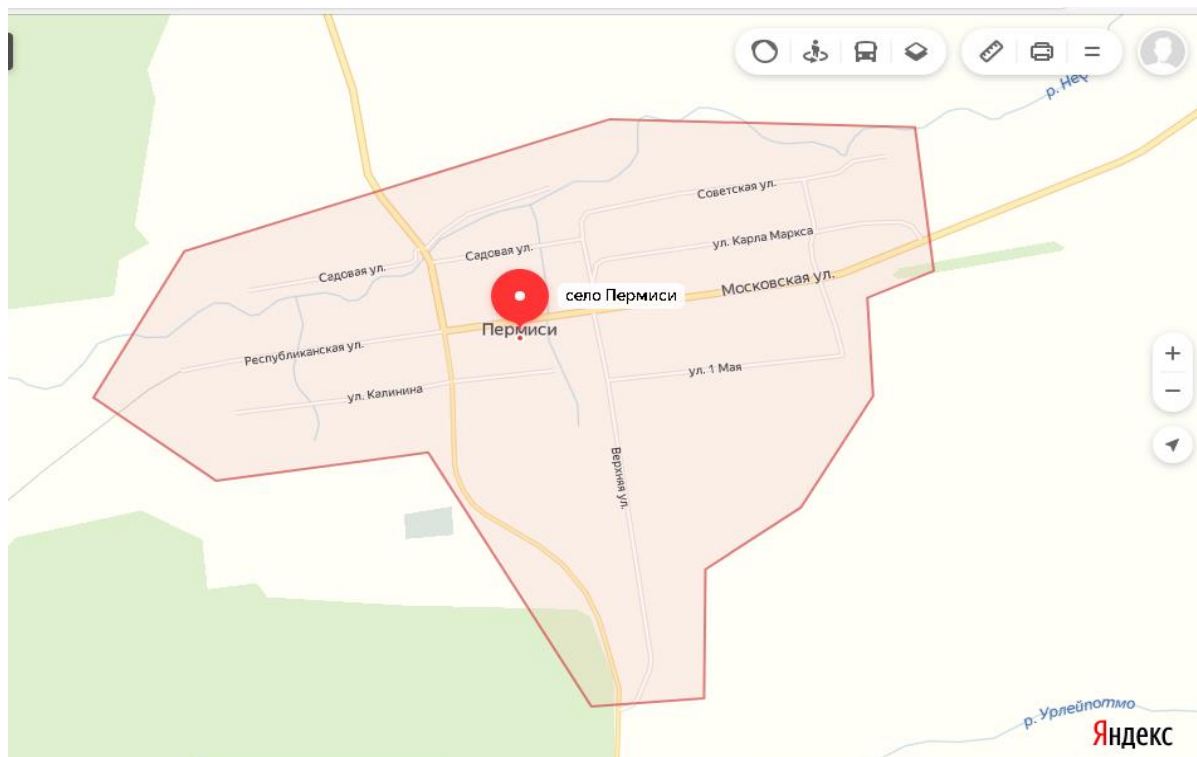 р. Не
Советская ул.
ул. Карла Маркса
Садовая ул.
Садовая ул.
Московская ул.
село Пермиси
Пермиси
Республиканская ул.
ул. 1 Мая
ул. Калинина
Верхняя ул.
р. Урлейпотмо
Яндекс